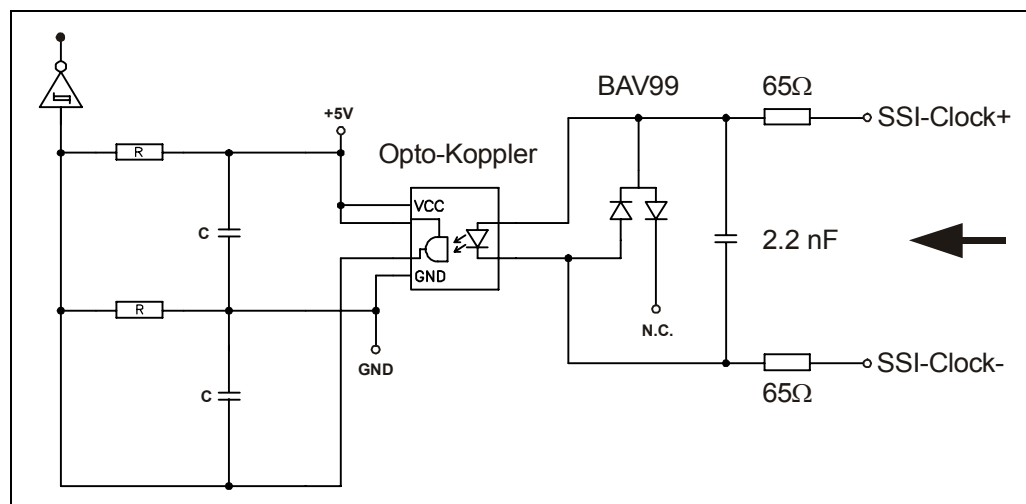 BAV99
65Ω
SSI-Clock+
+5V
R
Opto-Koppler
VCC
C
2.2 nF
GND
R
N.C.
GND
SSI-Clock-
C
65Ω